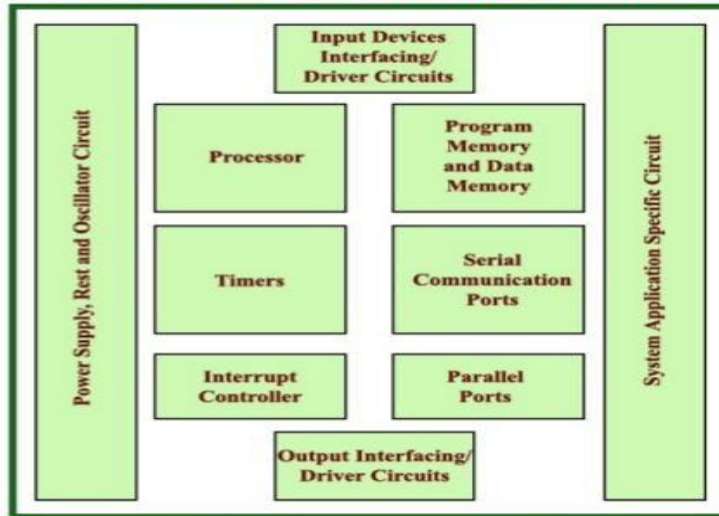 Power Supply, Rest and Oscillator Circuit
Input Devices
Interfacing/
Driver Circuits
Processor
Program
Memory
and Data
Memory
Timers
Serial
Communication
Ports
Interrupt
Controller
Parallel
Ports
Output Interfacing/
Driver Circuits
System Application Specific Circuit